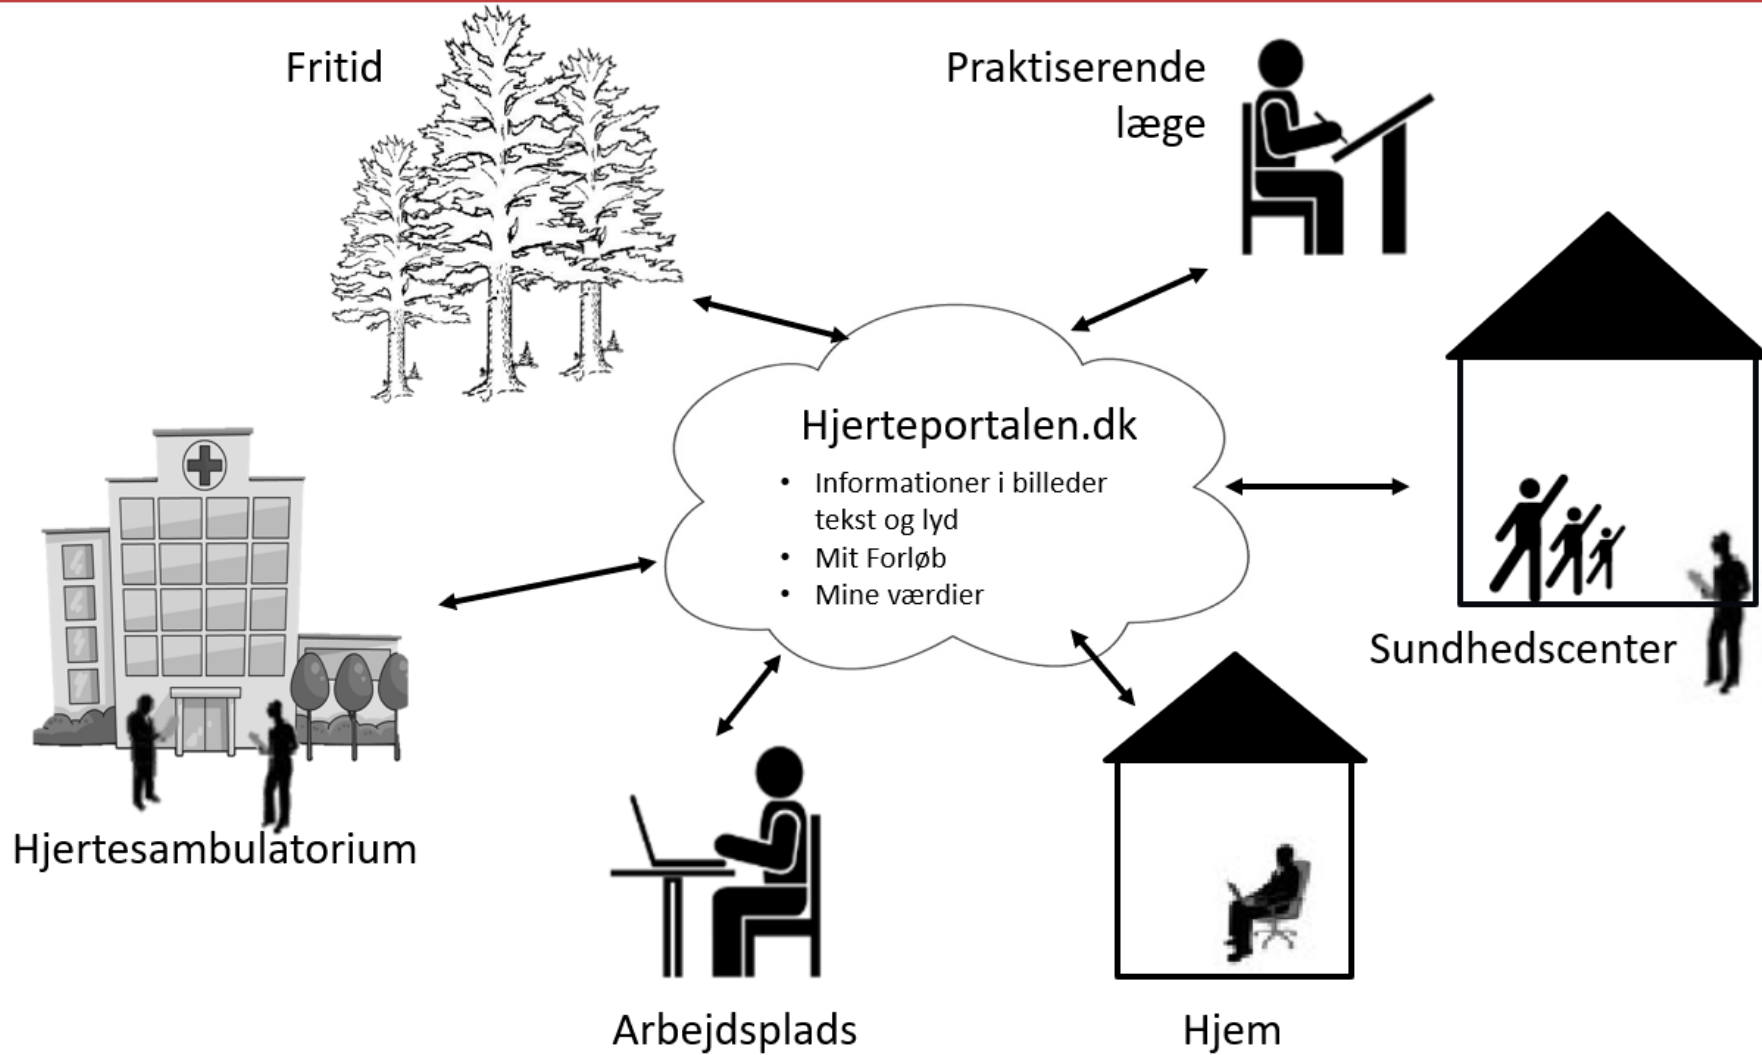 Fritid
Praktiserende
læge
Hjerteportalen.dk
• Informationer i billeder
tekst og lyd
• Mit Forløb
• Mine værdier
Sundhedscenter
Hjertesambulatorium
Arbejdsplads
Hjem